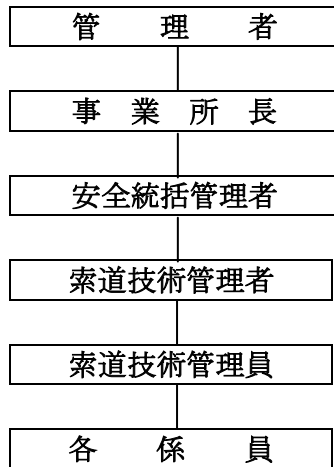 管理者
事業所長
安全統括管理者
索道技術管理者
索道技術管理員
各係員